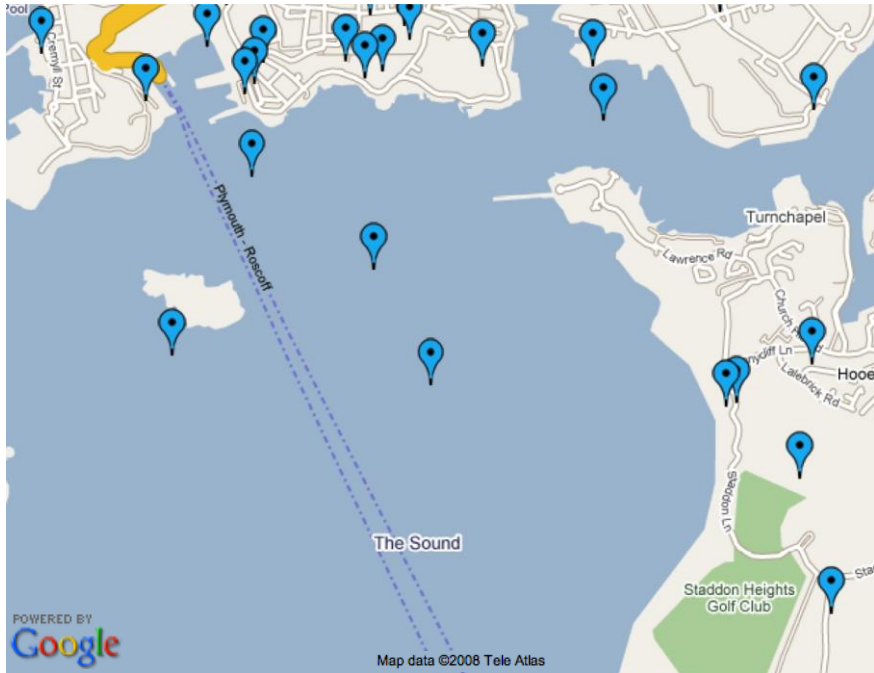 Pool
Cremyll St
Plymouth - Roscoff
Turnchapel
Lawrence Rd
Church
Lalebrick Rd
Hooe
Staddon Ln
The Sound
Staddon Heights
Golf Club
POWERED BY
Google
Map data ©2008 Tele Atlas